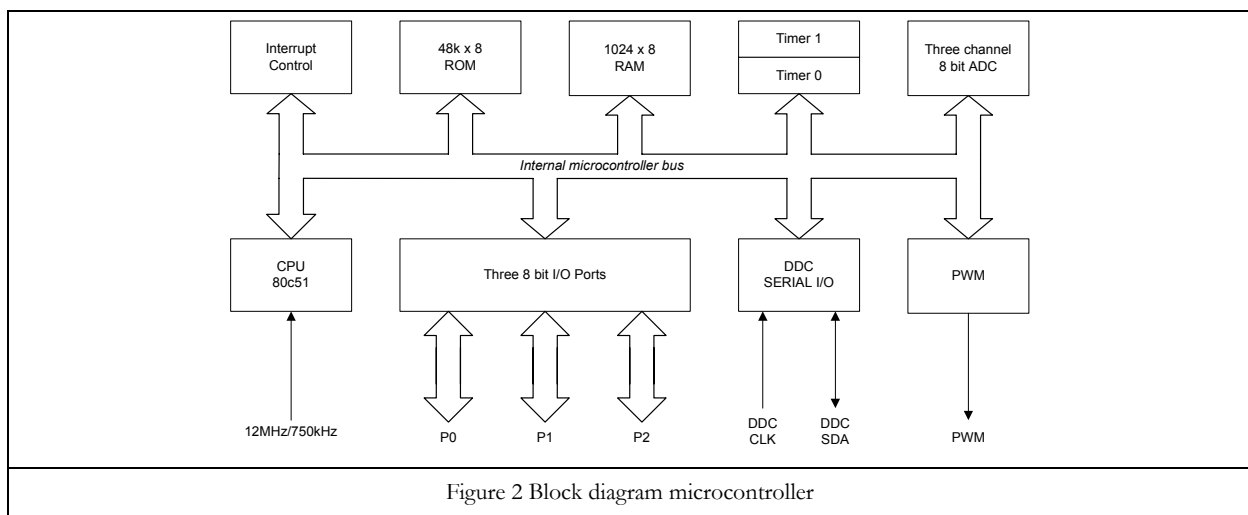 Interrupt
Control
48k x 8
ROM
1024 x 8
RAM
Timer 1
Timer 0
Three channel
8 bit ADC
Internal microcontroller bus
CPU
80c51
Three 8 bit I/O Ports
DDC
SERIAL I/O
PWM
12MHz/750kHz
P0
P1
P2
DDC
CLK
DDC
SDA
PWM
Figure 2 Block diagram microcontroller